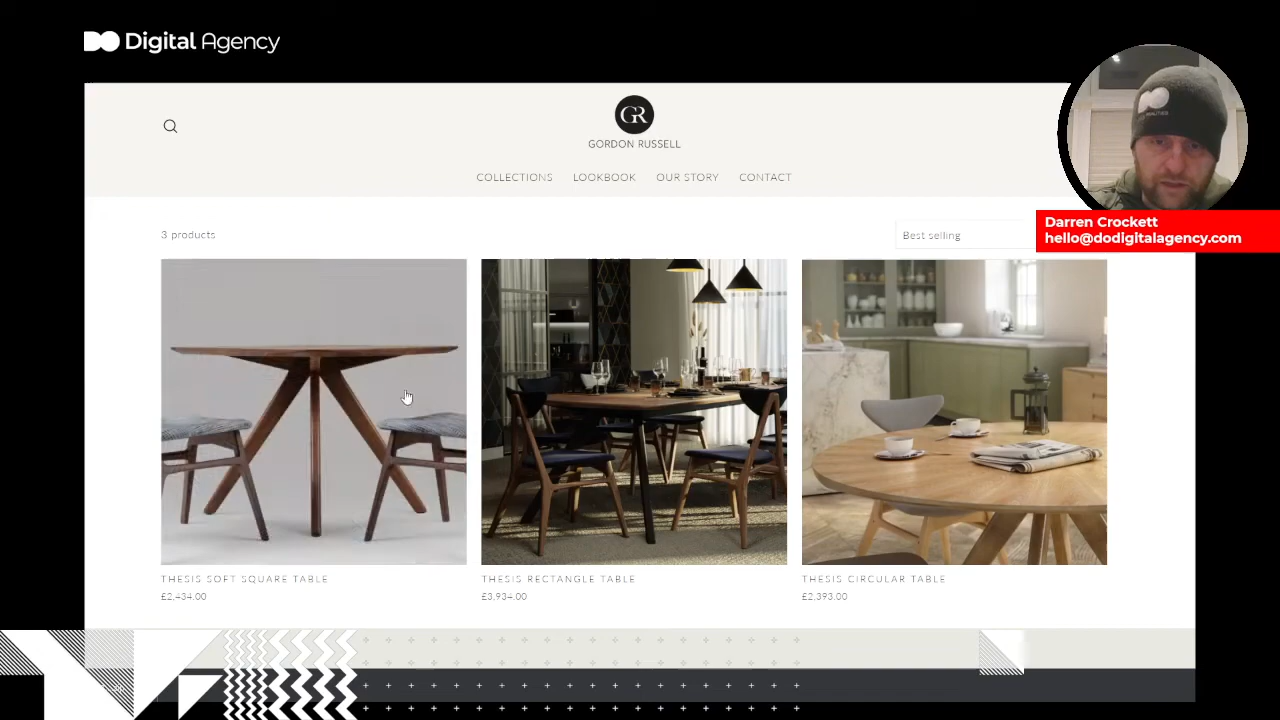 DO Digital Agency
GR
GORDON RUSSELL
COLLECTIONS LOOKBOOK OUR STORY CONTACT
3 products
Best selling
Darren Crockett
hello@dodigitalagency.com
THESIS SOFT SQUARE TABLE
£2,434.00
THESIS RECTANGLE TABLE
£3,934.00
THESIS CIRCULAR TABLE
£2,393.00